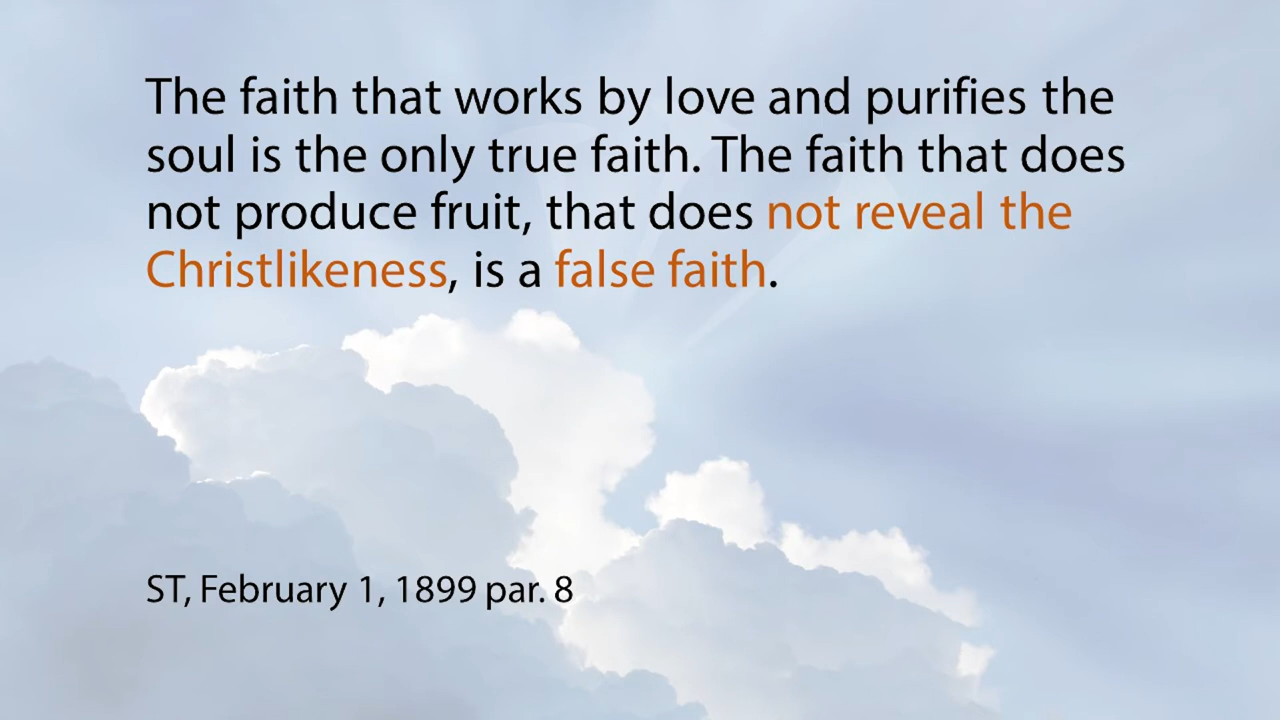 The faith that works by love and purifies the
soul is the only true faith. The faith that does
not produce fruit, that does not reveal the
Christlikeness, is a false faith.
ST, February 1, 1899 par. 8